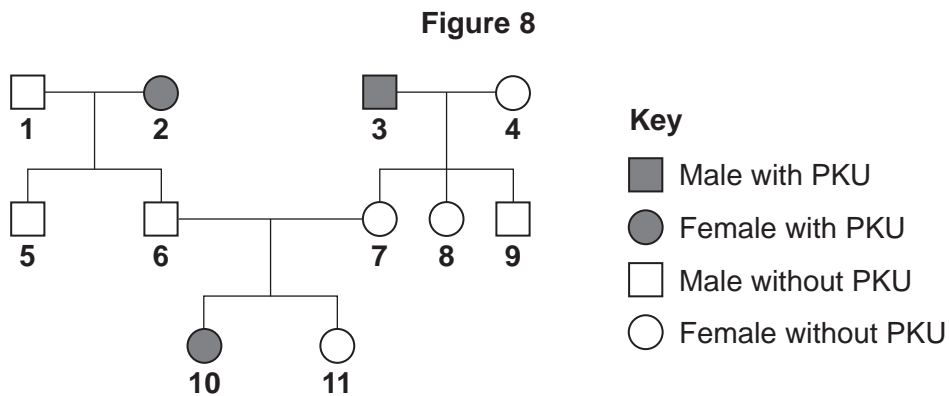 Figure 8
1 2 3 4
Key
Male with PKU
Female with PKU
Male without PKU
Female without PKU
5 6 7 8 9
10 11